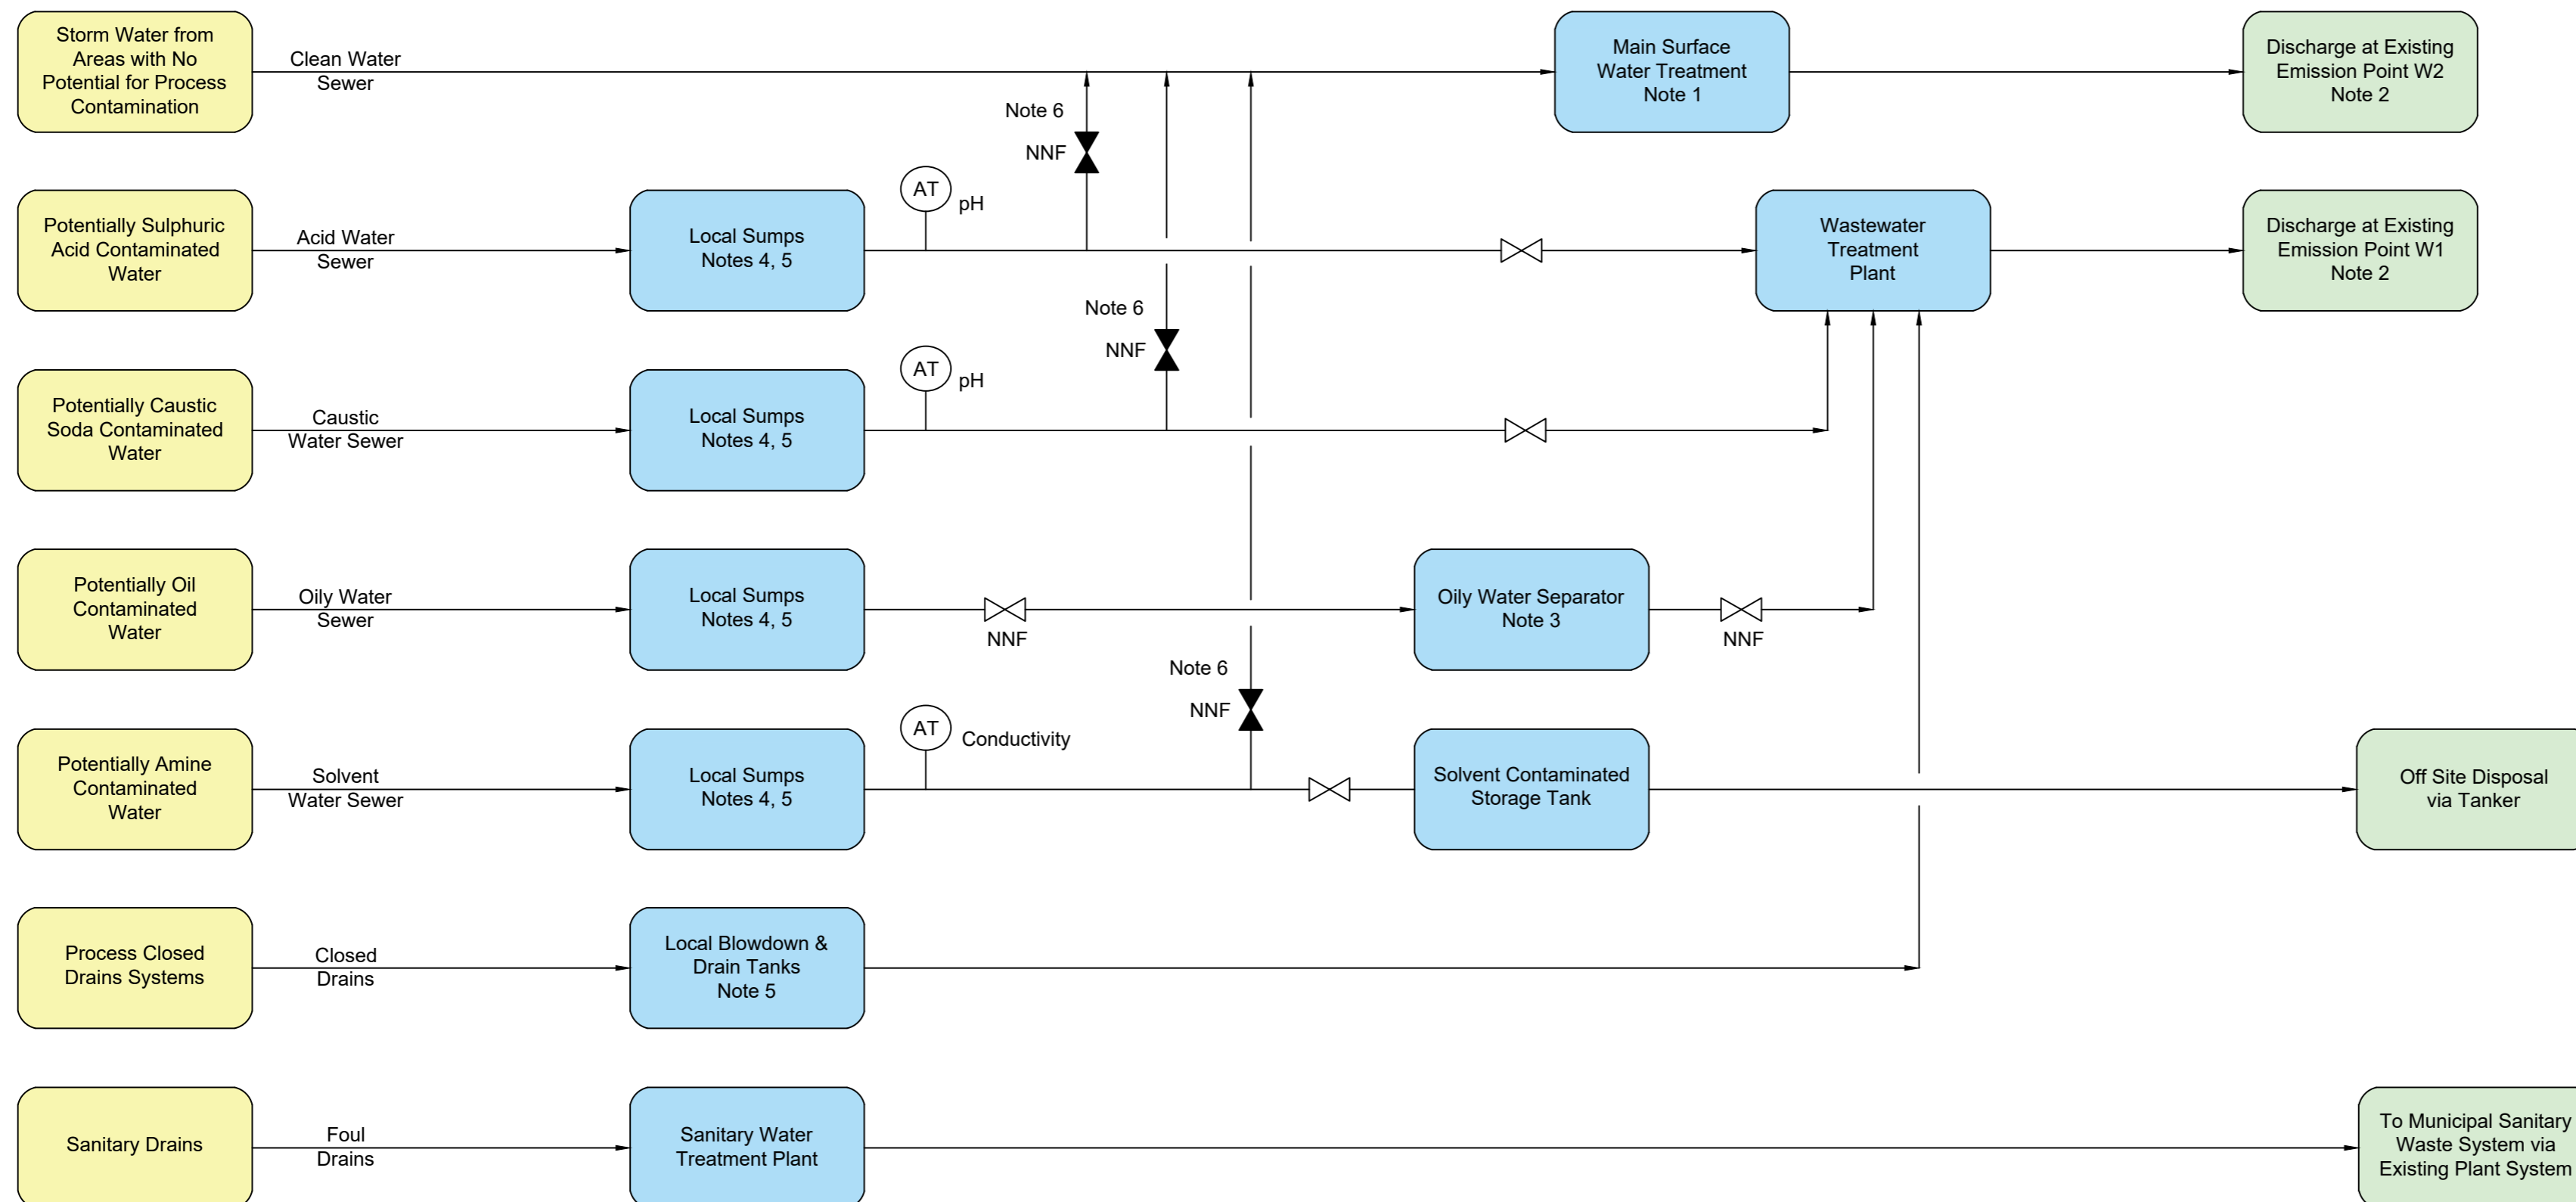 Storm Water from
Areas with No
Potential for Process
Contamination
Clean Water
Sewer
Main Surface
Water Treatment
Note 1
Discharge at Existing
Emission Point W2
Note 2
Note 6
NNF
Potentially Sulphuric
Acid Contaminated
Water
Acid Water
Sewer
Local Sumps
Notes 4, 5
AT
pH
Wastewater
Treatment
Plant
Discharge at Existing
Emission Point W1
Note 2
Note 6
NNF
Potentially Caustic
Soda Contaminated
Water
Caustic
Water Sewer
Local Sumps
Notes 4, 5
AT
pH
Potentially Oil
Contaminated
Water
Oily Water
Sewer
Local Sumps
Notes 4, 5
NNF
Oily Water Separator
Note 3
NNF
Note 6
NNF
Potentially Amine
Contaminated
Water
Solvent
Water Sewer
Local Sumps
Notes 4, 5
AT
Conductivity
Solvent Contaminated
Storage Tank
Off Site Disposal
via Tanker
Process Closed
Drains Systems
Closed
Drains
Local Blowdown &
Drain Tanks
Note 5
Sanitary Drains
Foul
Drains
Sanitary Water
Treatment Plant
To Municipal Sanitary
Waste System via
Existing Plant System